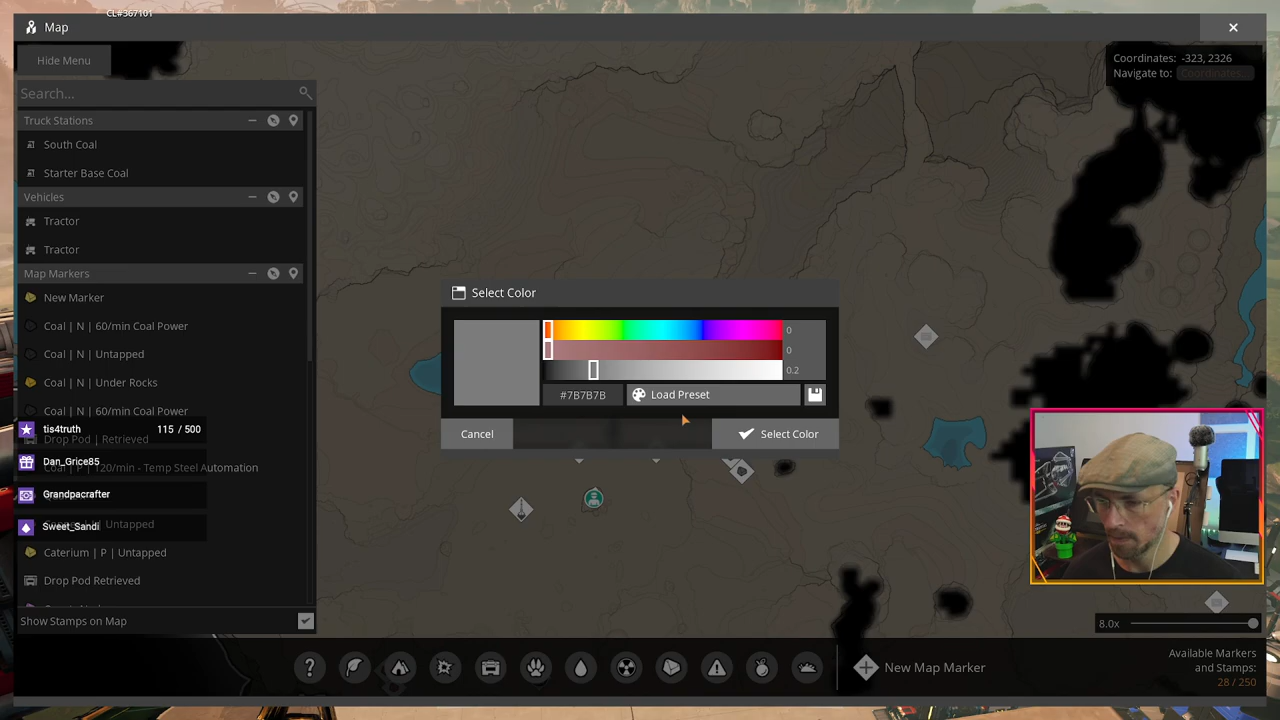 CL#367101
Map
Hide Menu
Coordinates: -323, 2326
Navigate to: Coordinates...
Search...
Truck Stations
South Coal
Starter Base Coal
Vehicles
Tractor
Tractor
Map Markers
New Marker
Coal | N | 60/min Coal Power
Coal | N | Untapped
Coal | N | Under Rocks
Coal | N | 60/min Coal Power
tis4truth 115 / 500
Drop Pod | Retrieved
Dan_Grice85
Coal | P | 120/min - Temp Steel Automation
Grandpacrafter
Sweet_Sandi
Untapped
Caterium | P | Untapped
Drop Pod Retrieved
Show Stamps on Map
Select Color
0
0
0.2
#7B7B7B
Load Preset
Cancel
Select Color
8.0x
New Map Marker
Available Markers
and Stamps:
28 / 250